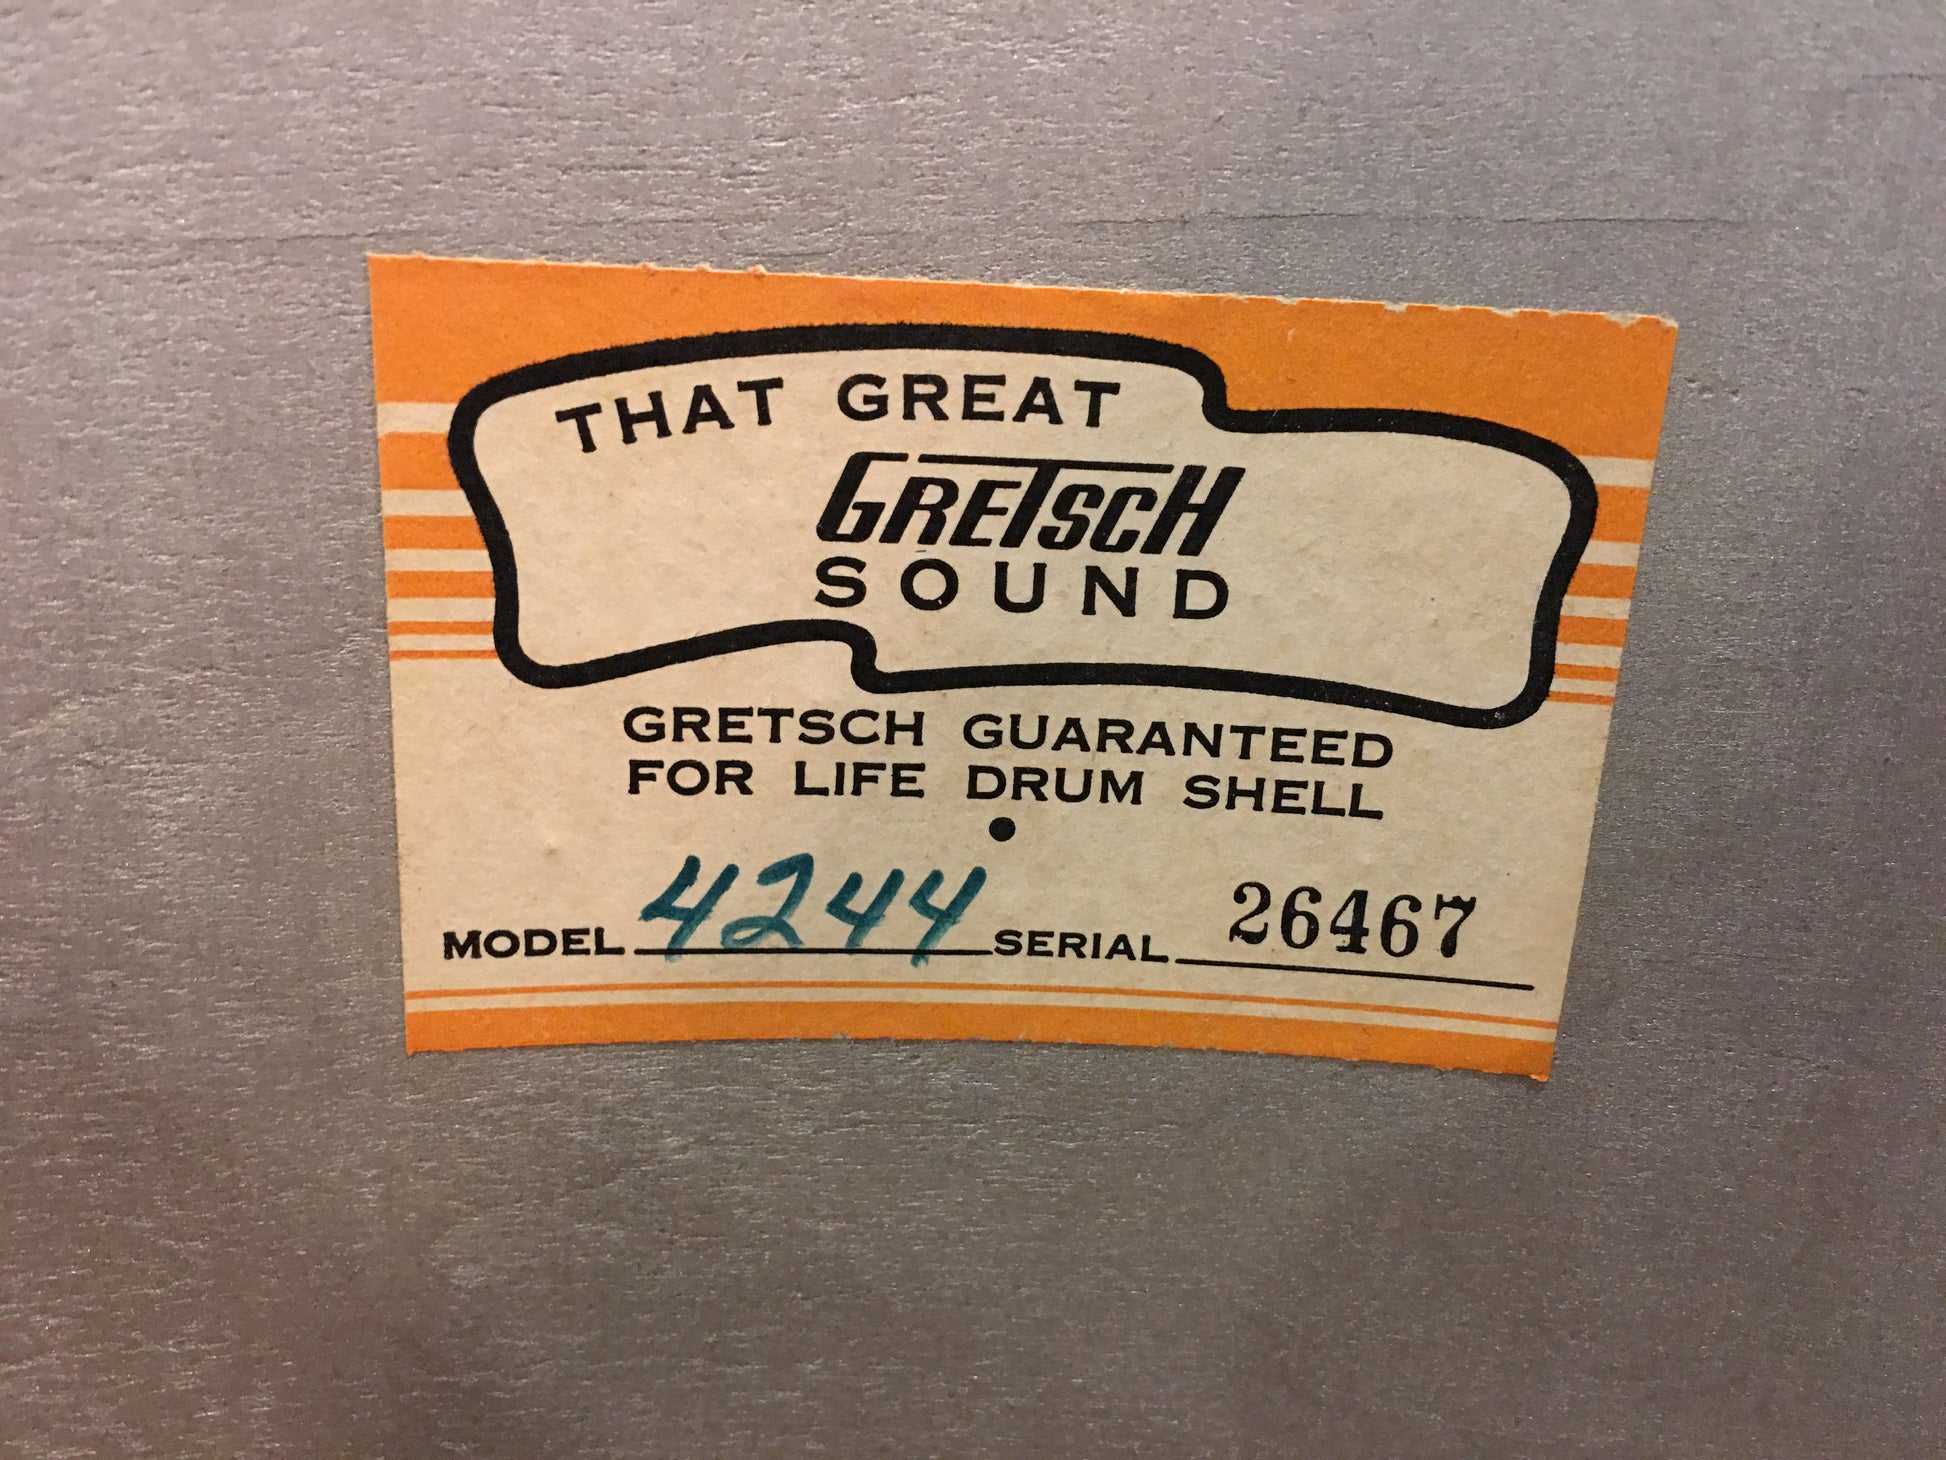 THAT GREAT
GRETSCH
SOUND
GRETSCH GUARANTEED
FOR LIFE DRUM SHELL
•
MODEL 4244 SERIAL 26467